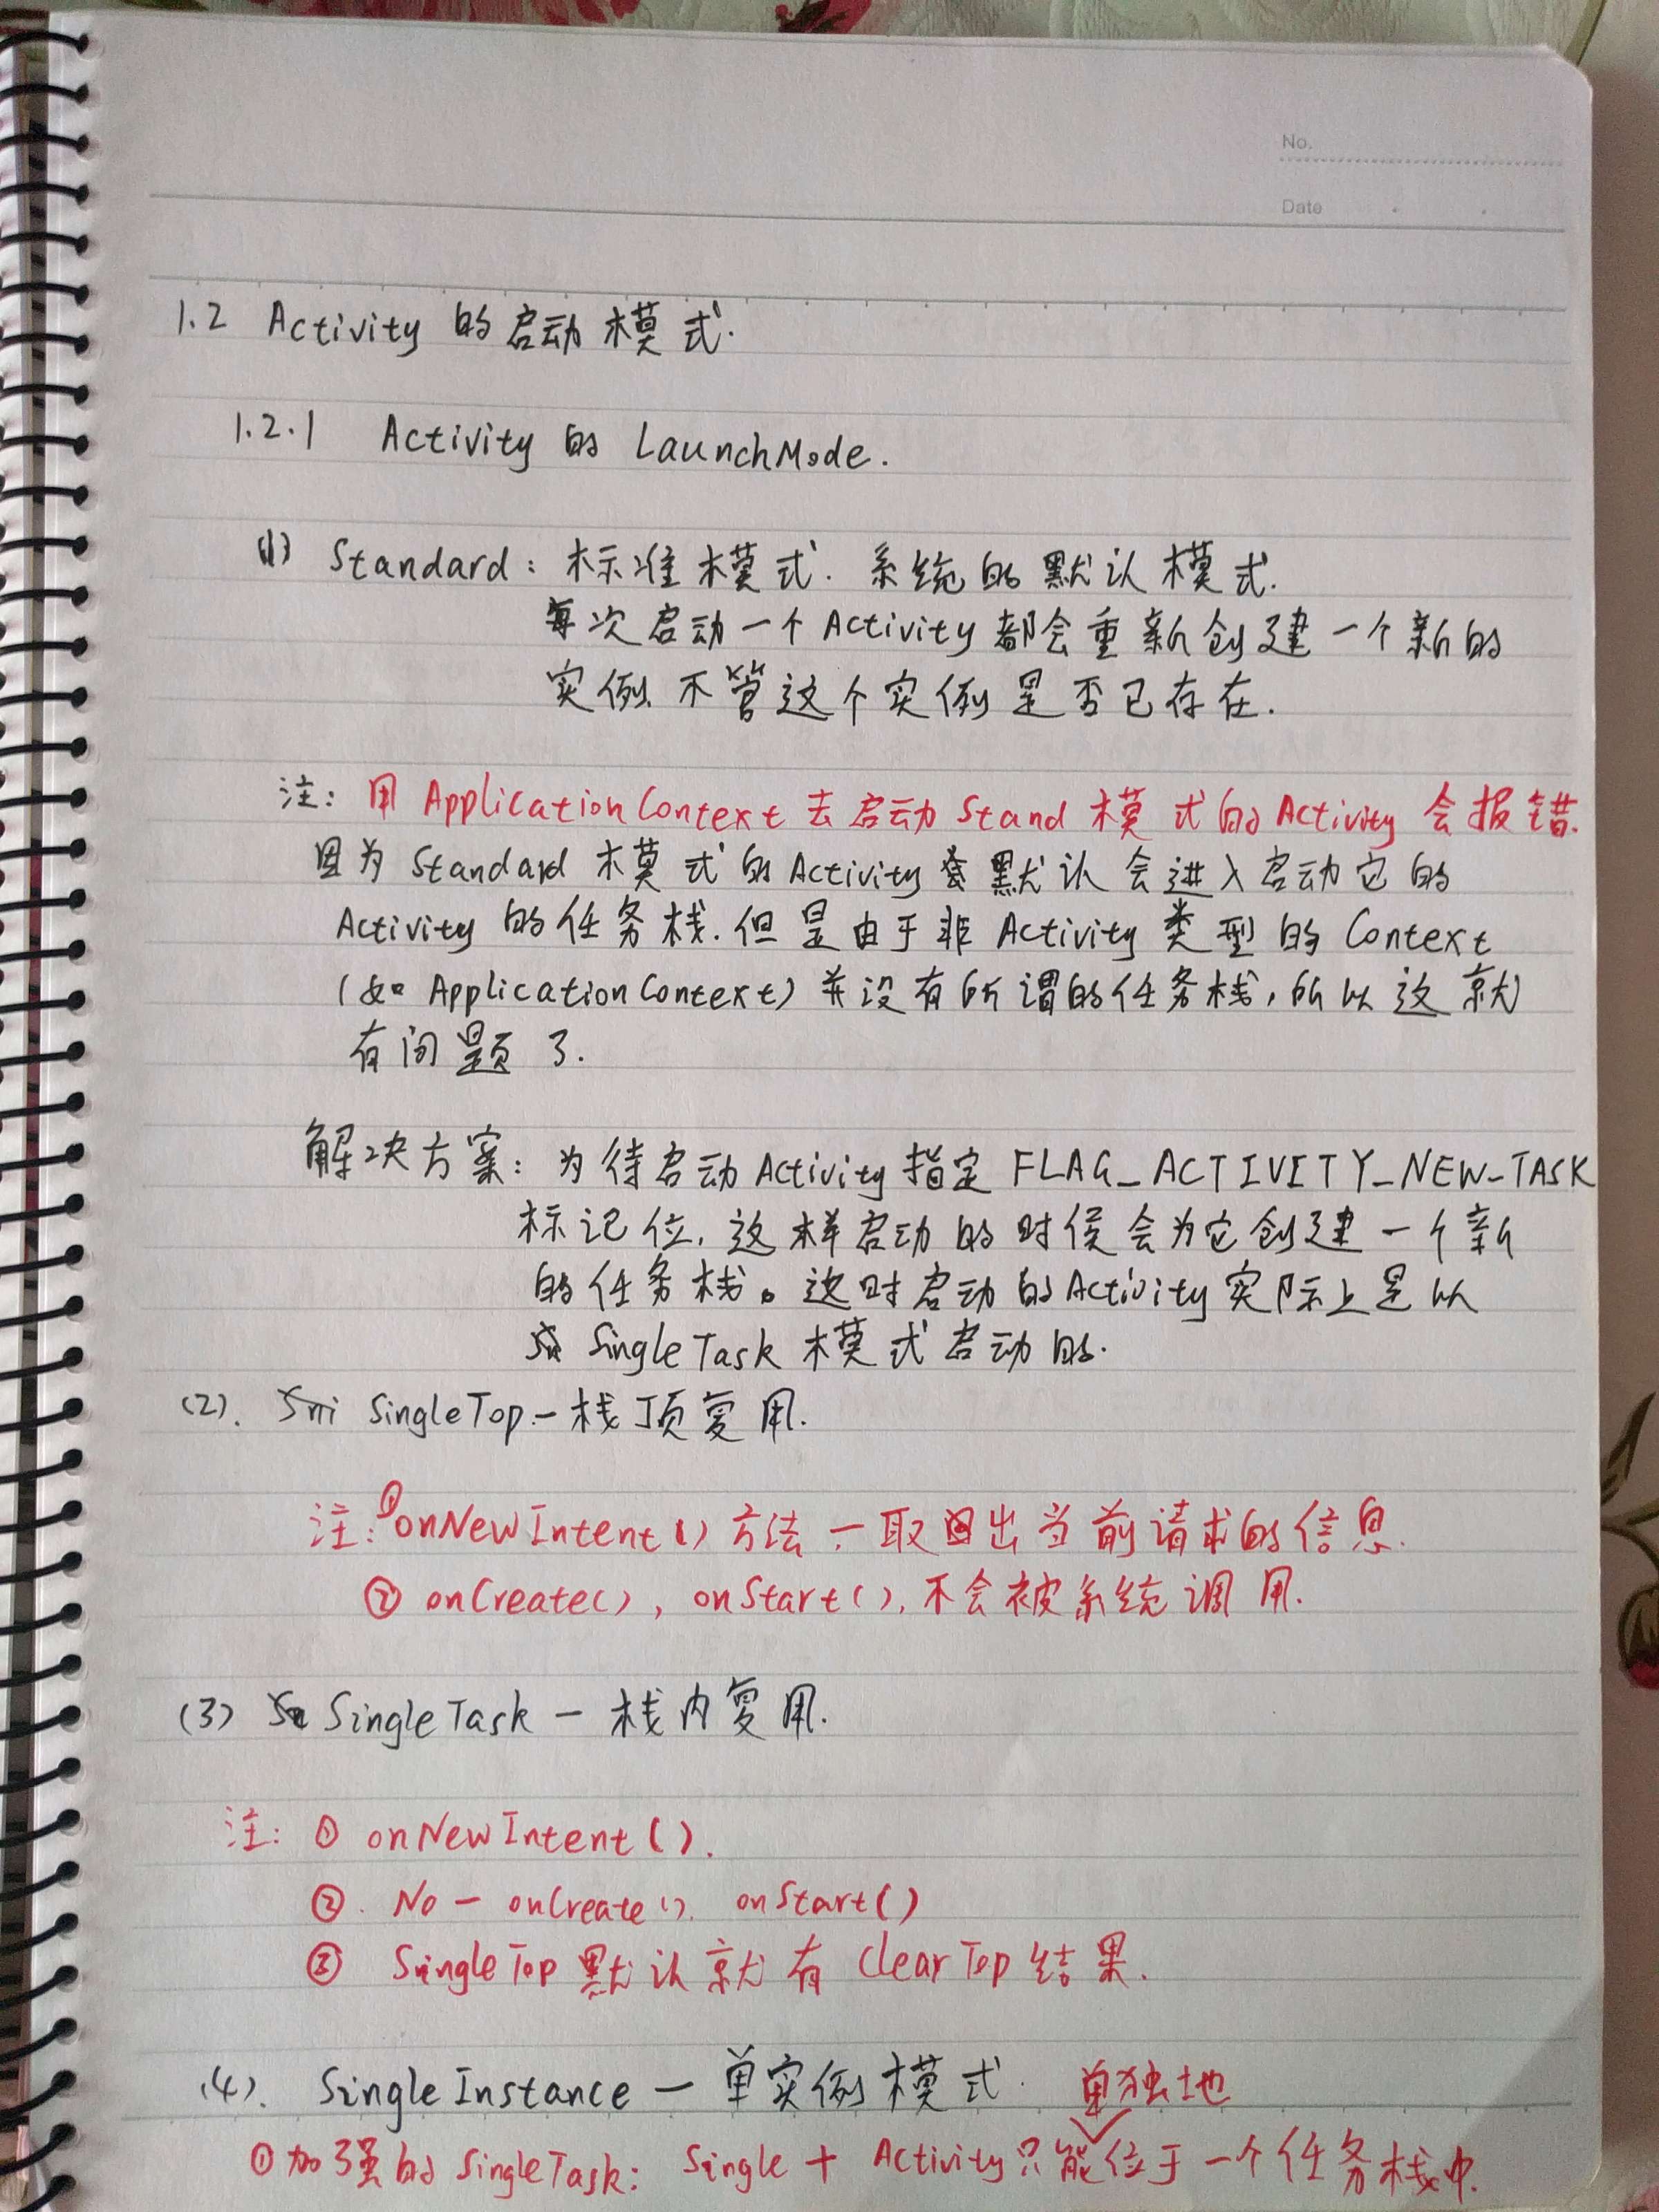 No.
Date
1.2 Activity 的启动模式.
1.2.1 Activity 的 LaunchMode.
(1) Standard: 标准模式. 系统的默认模式.
每次启动一个 Activity 都会重新创建一个新的
实例. 不管这个实例是否已存在.
注: 用 ApplicationContext 去启动 Stand 模式的 Activity 会报错.
因为 Standard 模式的 Activity 默认会进入启动它的
Activity 的任务栈. 但是由于非 Activity 类型的 Context
(如 ApplicationContext) 并没有所谓的任务栈, 所以这就
有问题了.
解决方案: 为待启动 Activity 指定 FLAG_ACTIVITY_NEW_TASK
标记位, 这样启动的时候会为它创建一个新
的任务栈。这时启动的 Activity 实际上是以
SingleTask 模式启动的.
(2). SingleTop - 栈顶复用.
注: ① onNewIntent() 方法 - 取出当前请求的信息.
② onCreate(), onStart(), 不会被系统调用.
(3) SingleTask - 栈内复用.
注: ① onNewIntent().
②. No - onCreate(). onStart()
③ SingleTop 默认就有 ClearTop 结果.
(4). SingleInstance - 单实例模式. 单独地
① 加强的 SingleTask: Single + Activity 只能位于一个任务栈中.